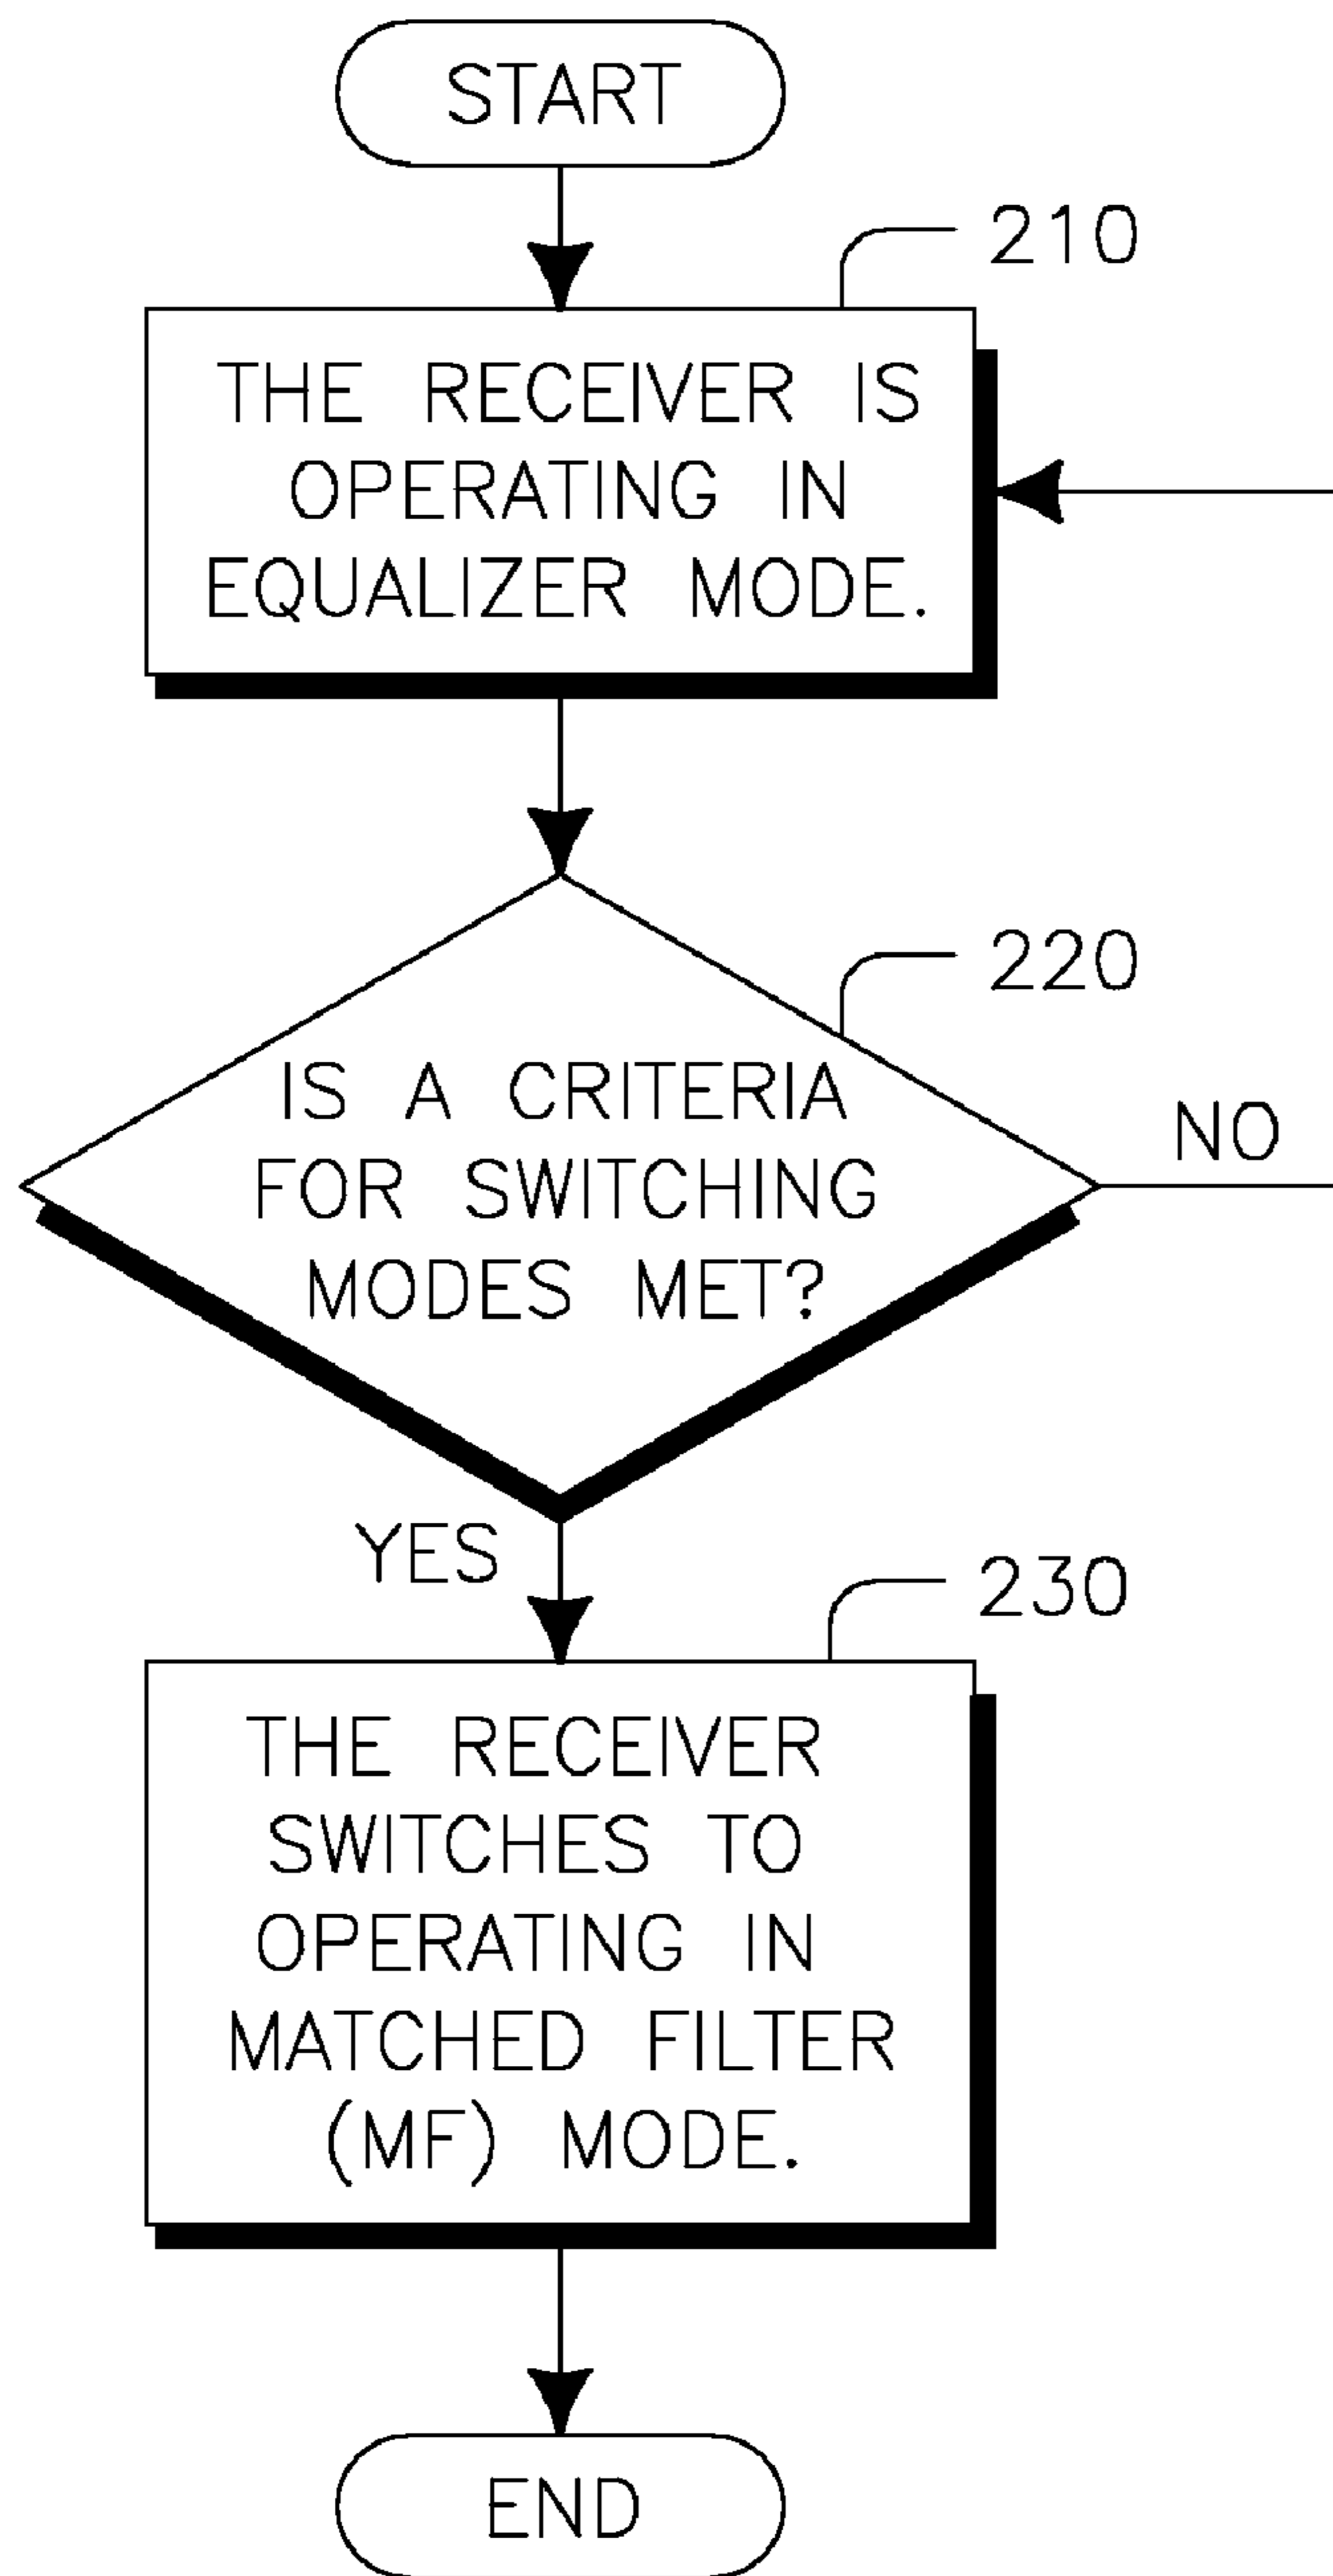 START
210
THE RECEIVER IS
OPERATING IN
EQUALIZER MODE.
220
IS A CRITERIA
FOR SWITCHING
MODES MET?
NO
YES
230
THE RECEIVER
SWITCHES TO
OPERATING IN
MATCHED FILTER
(MF) MODE.
END